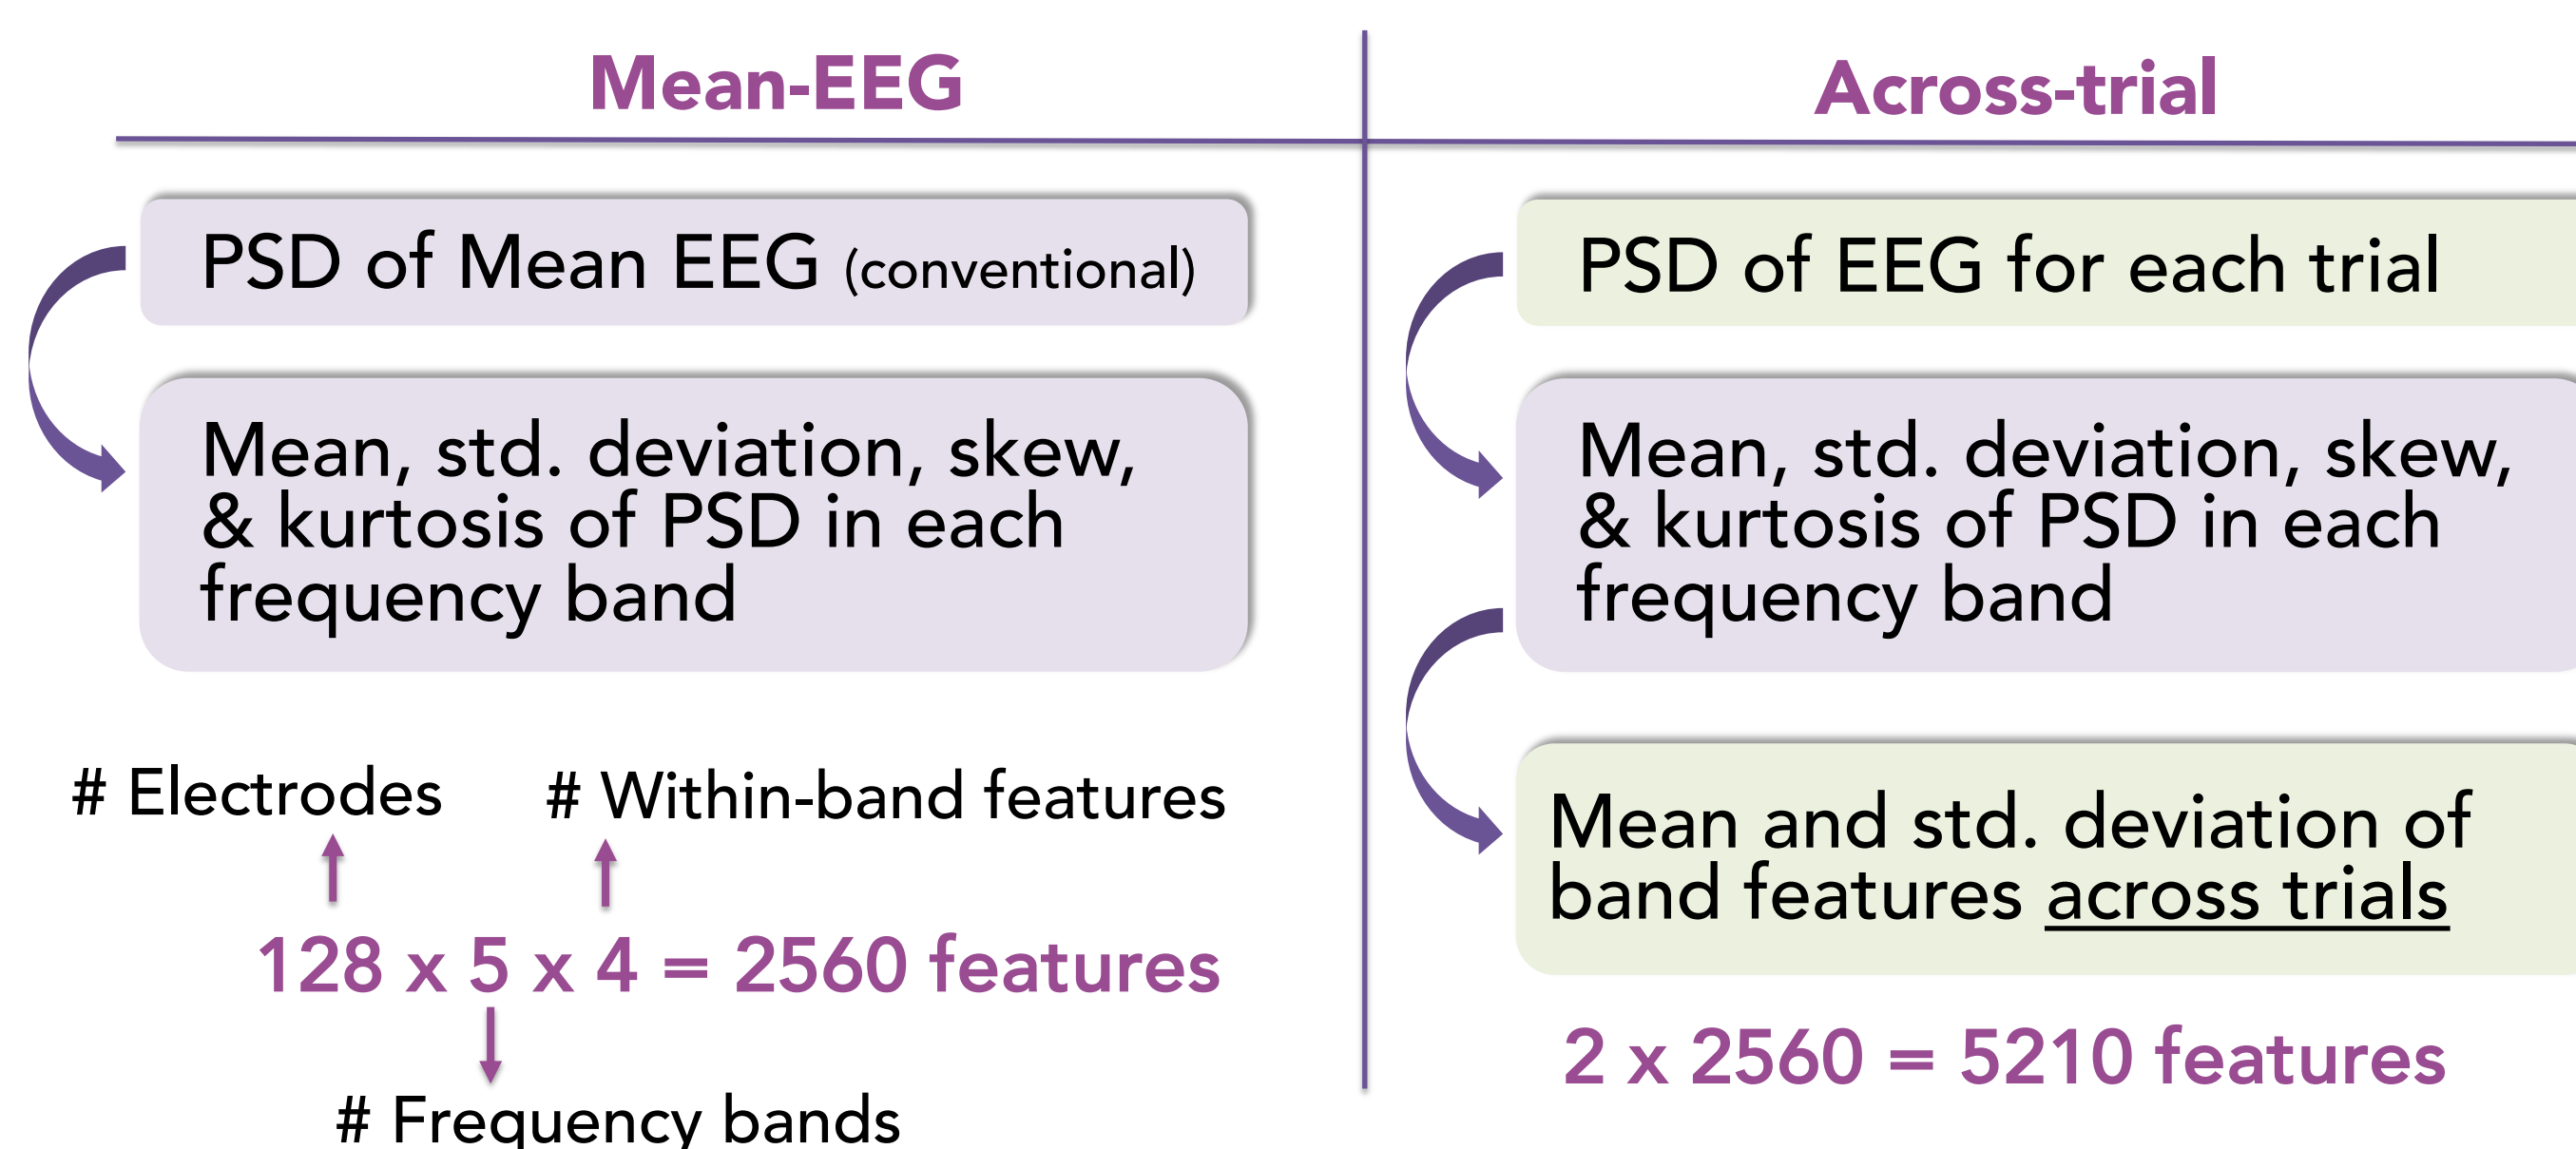 Mean-EEG
PSD of Mean EEG (conventional)
Mean, std. deviation, skew,
& kurtosis of PSD in each
frequency band
# Electrodes
# Within-band features
128 x 5 x 4 = 2560 features
# Frequency bands
Across-trial
PSD of EEG for each trial
Mean, std. deviation, skew,
& kurtosis of PSD in each
frequency band
Mean and std. deviation of
band features across trials
2 x 2560 = 5210 features